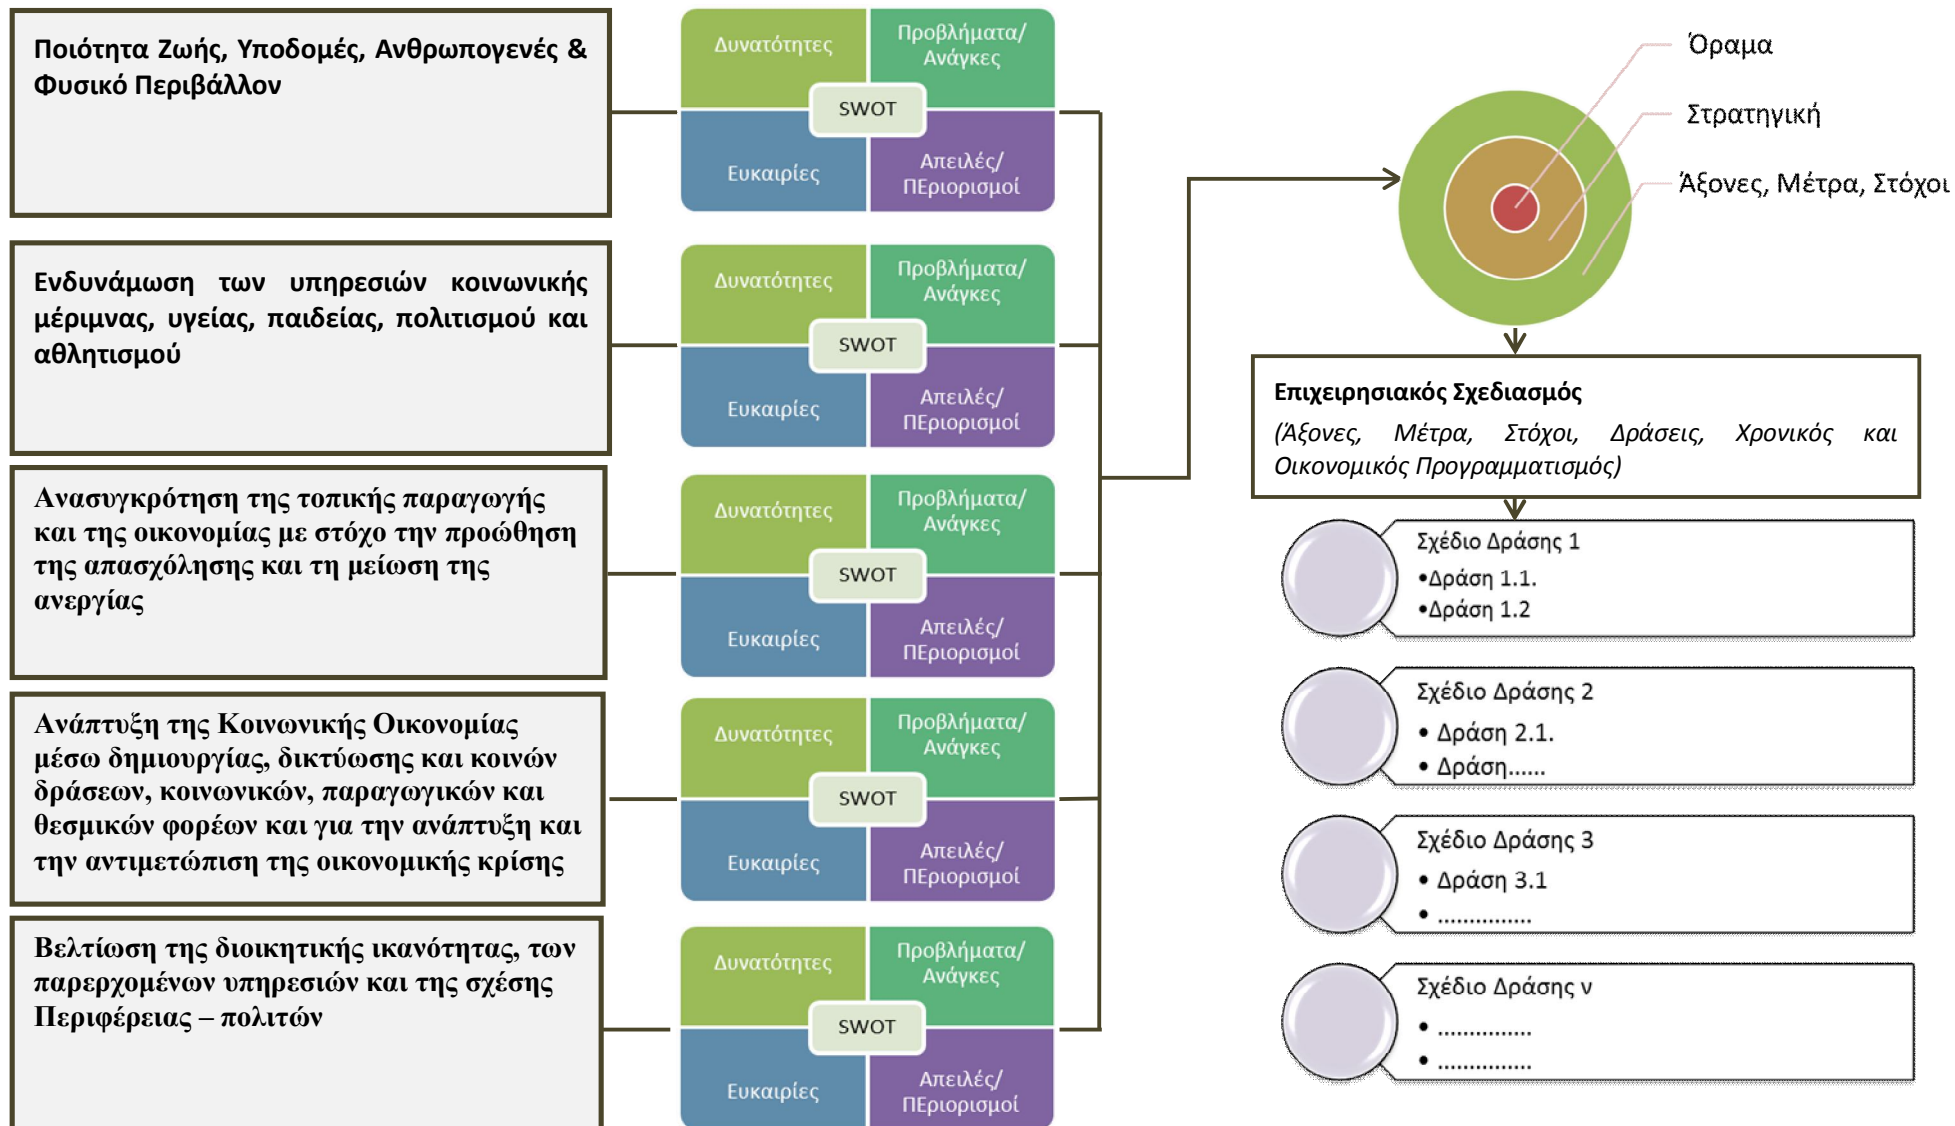 Ποιότητα Ζωής, Υποδομές, Ανθρωπογενές &
Φυσικό Περιβάλλον
Δυνατότητες
Προβλήματα/
Ανάγκες
SWOT
Ευκαιρίες
Απειλές/
ΠΕριορισμοί
Ενδυνάμωση των υπηρεσιών κοινωνικής
μέριμνας, υγείας, παιδείας, πολιτισμού και
αθλητισμού
Δυνατότητες
Προβλήματα/
Ανάγκες
SWOT
Ευκαιρίες
Απειλές/
ΠΕριορισμοί
Ανασυγκρότηση της τοπικής παραγωγής
και της οικονομίας με στόχο την προώθηση
της απασχόλησης και τη μείωση της
ανεργίας
Δυνατότητες
Προβλήματα/
Ανάγκες
SWOT
Ευκαιρίες
Απειλές/
ΠΕριορισμοί
Ανάπτυξη της Κοινωνικής Οικονομίας
μέσω δημιουργίας, δικτύωσης και κοινών
δράσεων, κοινωνικών, παραγωγικών και
θεσμικών φορέων και για την ανάπτυξη και
την αντιμετώπιση της οικονομικής κρίσης
Δυνατότητες
Προβλήματα/
Ανάγκες
SWOT
Ευκαιρίες
Απειλές/
ΠΕριορισμοί
Βελτίωση της διοικητικής ικανότητας, των
παρερχομένων υπηρεσιών και της σχέσης
Περιφέρειας – πολιτών
Δυνατότητες
Προβλήματα/
Ανάγκες
SWOT
Ευκαιρίες
Απειλές/
ΠΕριορισμοί
Όραμα
Στρατηγική
Άξονες, Μέτρα, Στόχοι
Επιχειρησιακός Σχεδιασμός
(Άξονες, Μέτρα, Στόχοι, Δράσεις, Χρονικός και
Οικονομικός Προγραμματισμός)
Σχέδιο Δράσης 1
•Δράση 1.1.
•Δράση 1.2
Σχέδιο Δράσης 2
• Δράση 2.1.
• Δράση......
Σχέδιο Δράσης 3
• Δράση 3.1
• ...............
Σχέδιο Δράσης ν
• ...............
• ...............